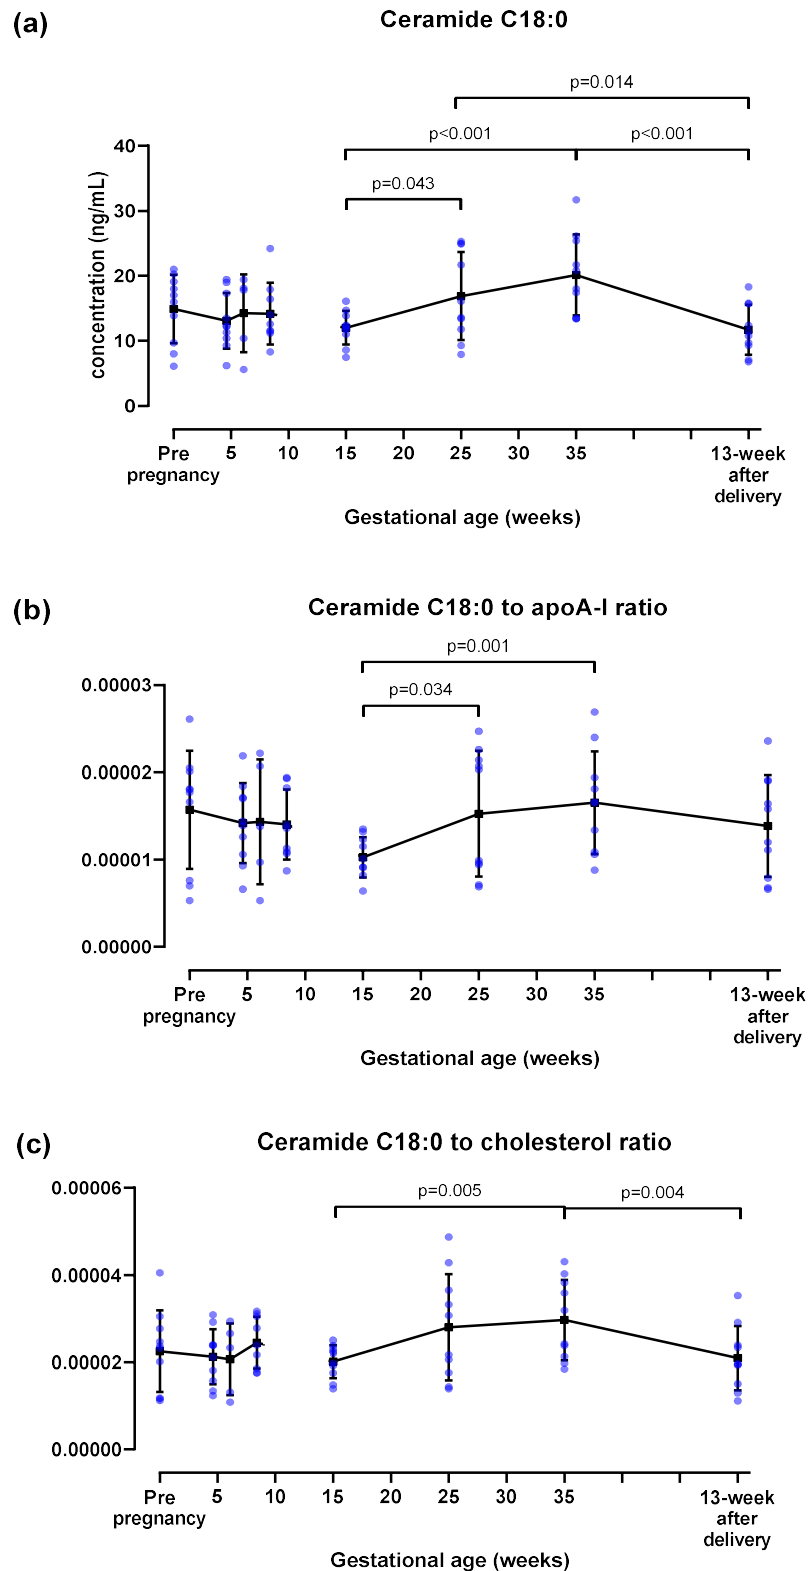 (a)
Ceramide C18:0
p=0.014
p<0.001 p<0.001
p=0.043
concentration (ng/mL)
40
30
20
10
0
Pre pregnancy 5 10 15 20 25 30 35 13-week after delivery
Gestational age (weeks)
(b)
Ceramide C18:0 to apoA-I ratio
p=0.001
p=0.034
0.00003
0.00002
0.00001
0.00000
Pre pregnancy 5 10 15 20 25 30 35 13-week after delivery
Gestational age (weeks)
(c)
Ceramide C18:0 to cholesterol ratio
p=0.005 p=0.004
0.00006
0.00004
0.00002
0.00000
Pre pregnancy 5 10 15 20 25 30 35 13-week after delivery
Gestational age (weeks)